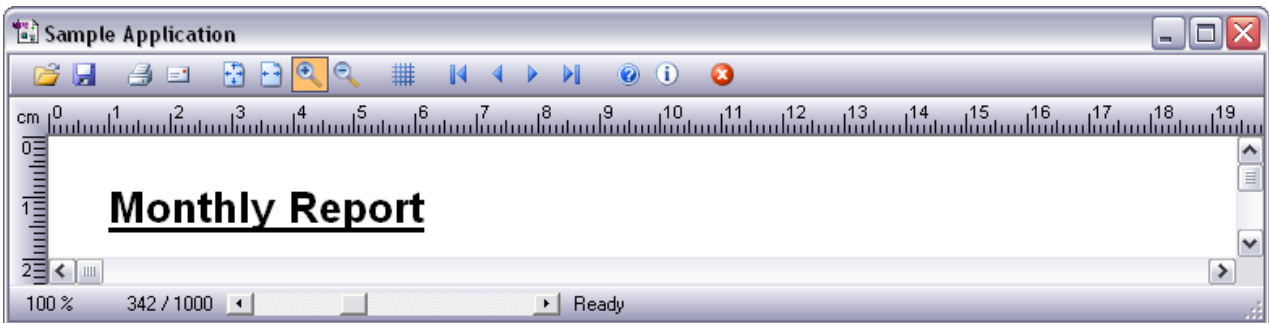 Sample Application
cm 0 1 2 3 4 5 6 7 8 9 10 11 12 13 14 15 16 17 18 19
0
Monthly Report
1
2
100 % 342 / 1000 Ready